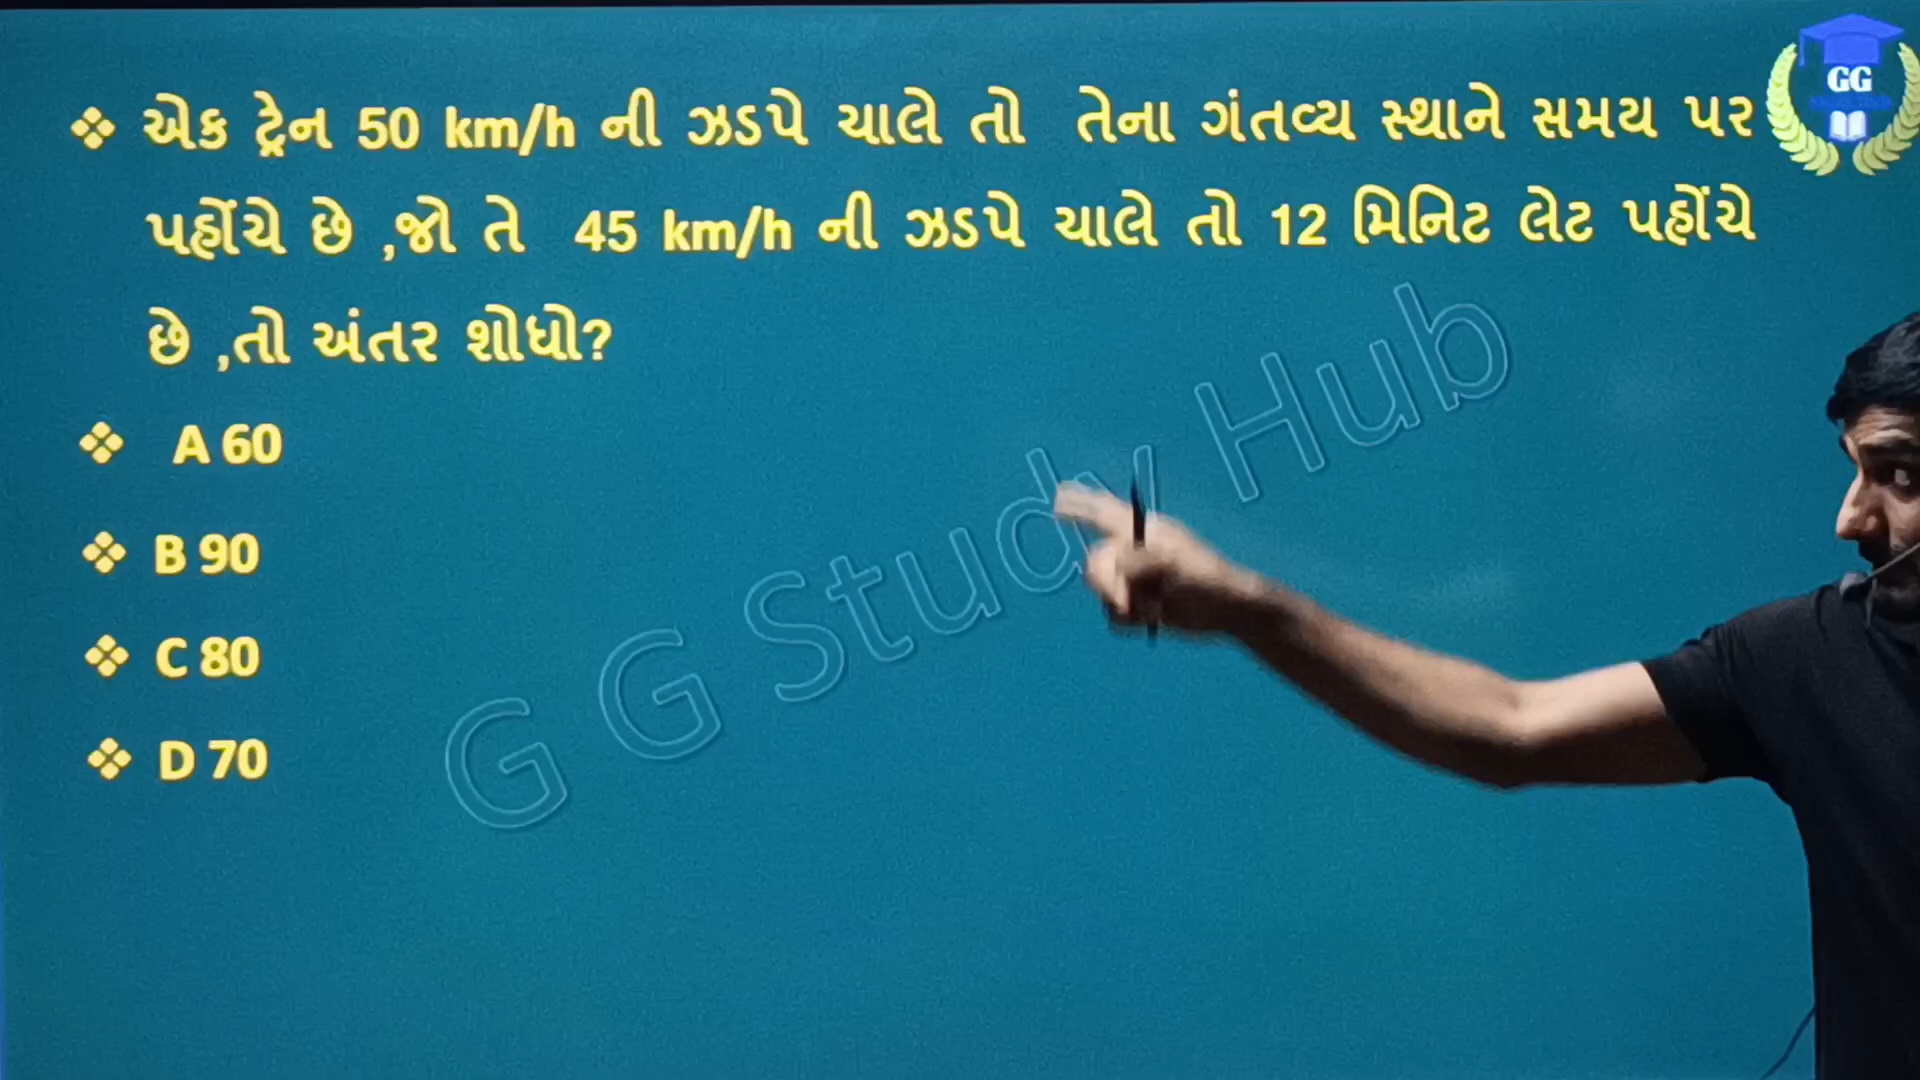 GG
❖ એક ટ્રેન 50 km/h ની ઝડપે ચાલે તો તેના ગંતવ્ય સ્થાને સમય પર
પહોંચે છે ,જો તે 45 km/h ની ઝડપે ચાલે તો 12 મિનિટ લેટ પહોંચે
છે ,તો અંતર શોધો?
❖ A 60
❖ B 90
❖ C 80
❖ D 70
G G Study Hub